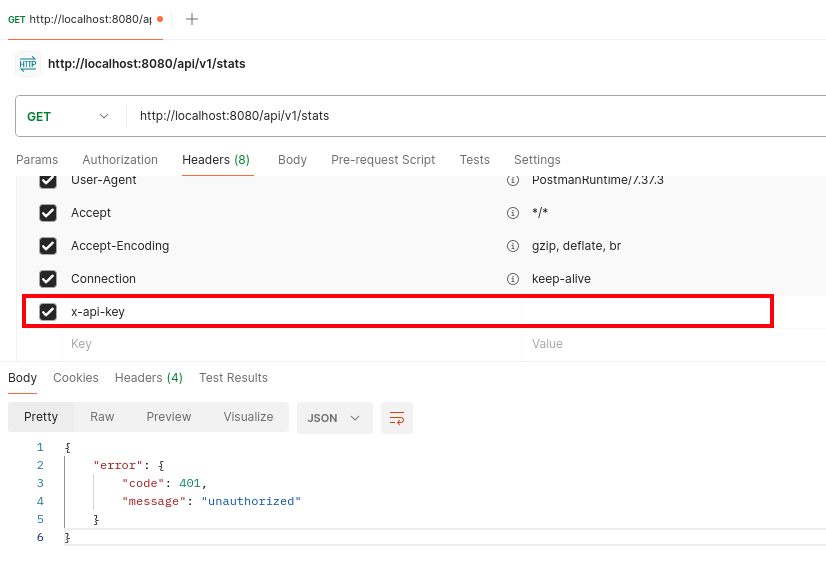 GET http://localhost:8080/ap
HTTP http://localhost:8080/api/v1/stats
GET http://localhost:8080/api/v1/stats
Params Authorization Headers (8) Body Pre-request Script Tests Settings
User-Agent PostmanRuntime/7.37.3
Accept */*
Accept-Encoding gzip, deflate, br
Connection keep-alive
x-api-key
Key Value
Body Cookies Headers (4) Test Results
Pretty Raw Preview Visualize JSON
1 {
2 "error": {
3 "code": 401,
4 "message": "unauthorized"
5 }
6 }